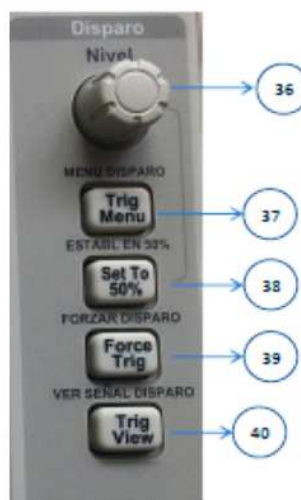 Disparo
Nivel
36
MENU DISPARO
Trig
Menu
37
ESTABL EN 50%
Set To
50%
38
FORZAR DISPARO
Force
Trig
39
VER SEÑAL DISPARO
Trig
View
40